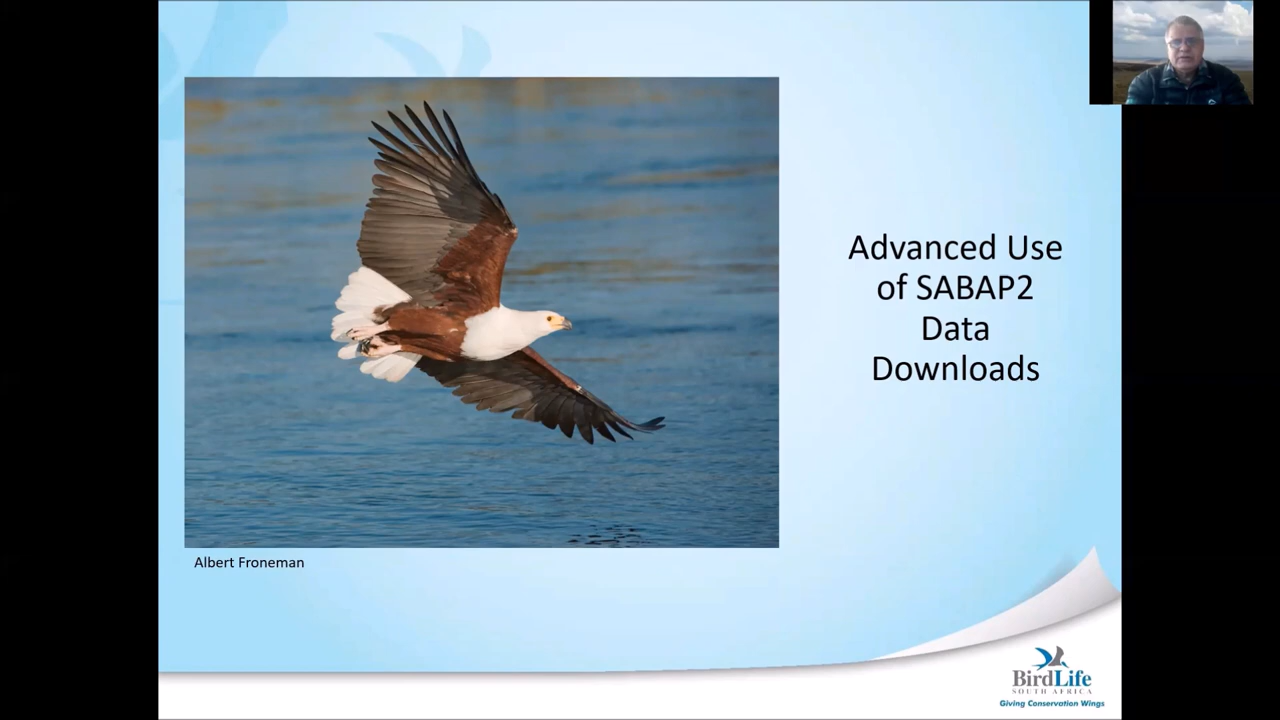 Advanced Use
of SABAP2
Data
Downloads
Albert Froneman
BirdLife
SOUTH AFRICA
Giving Conservation Wings